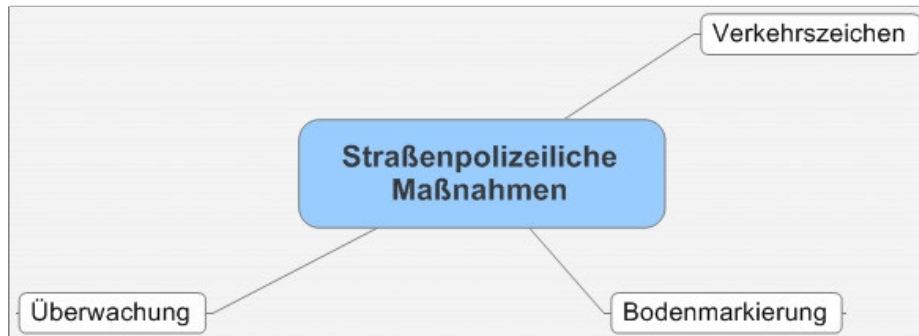 Verkehrszeichen
Straßenpolizeiliche
Maßnahmen
Überwachung
Bodenmarkierung